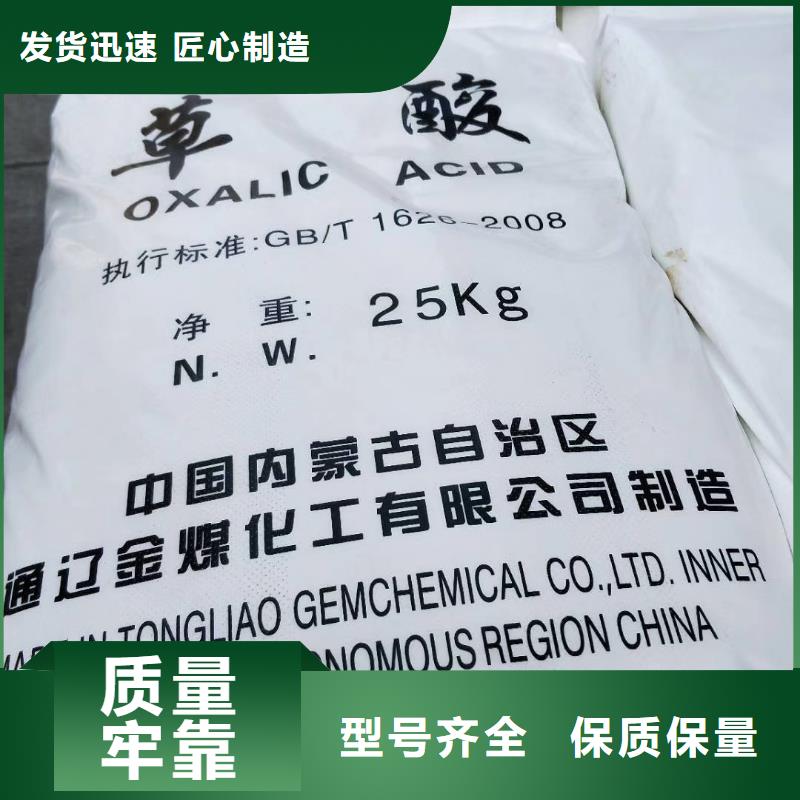 发货迅速 匠心制造
草 酸
OXALIC ACID
执行标准:GB/T 1626-2008
净 重: 25Kg
N. W.
中国内蒙古自治区
通辽金煤化工有限公司制造
TONGLIAO GEMCHEMICAL CO.,LTD. INNER
REGION CHINA
质量
牢靠
型号齐全 保质保量